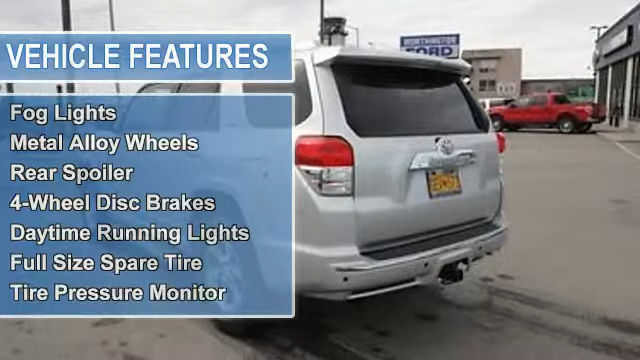 VEHICLE FEATURES
Fog Lights
Metal Alloy Wheels
Rear Spoiler
4-Wheel Disc Brakes
Daytime Running Lights
Full Size Spare Tire
Tire Pressure Monitor
WORTHINGTON
FORD